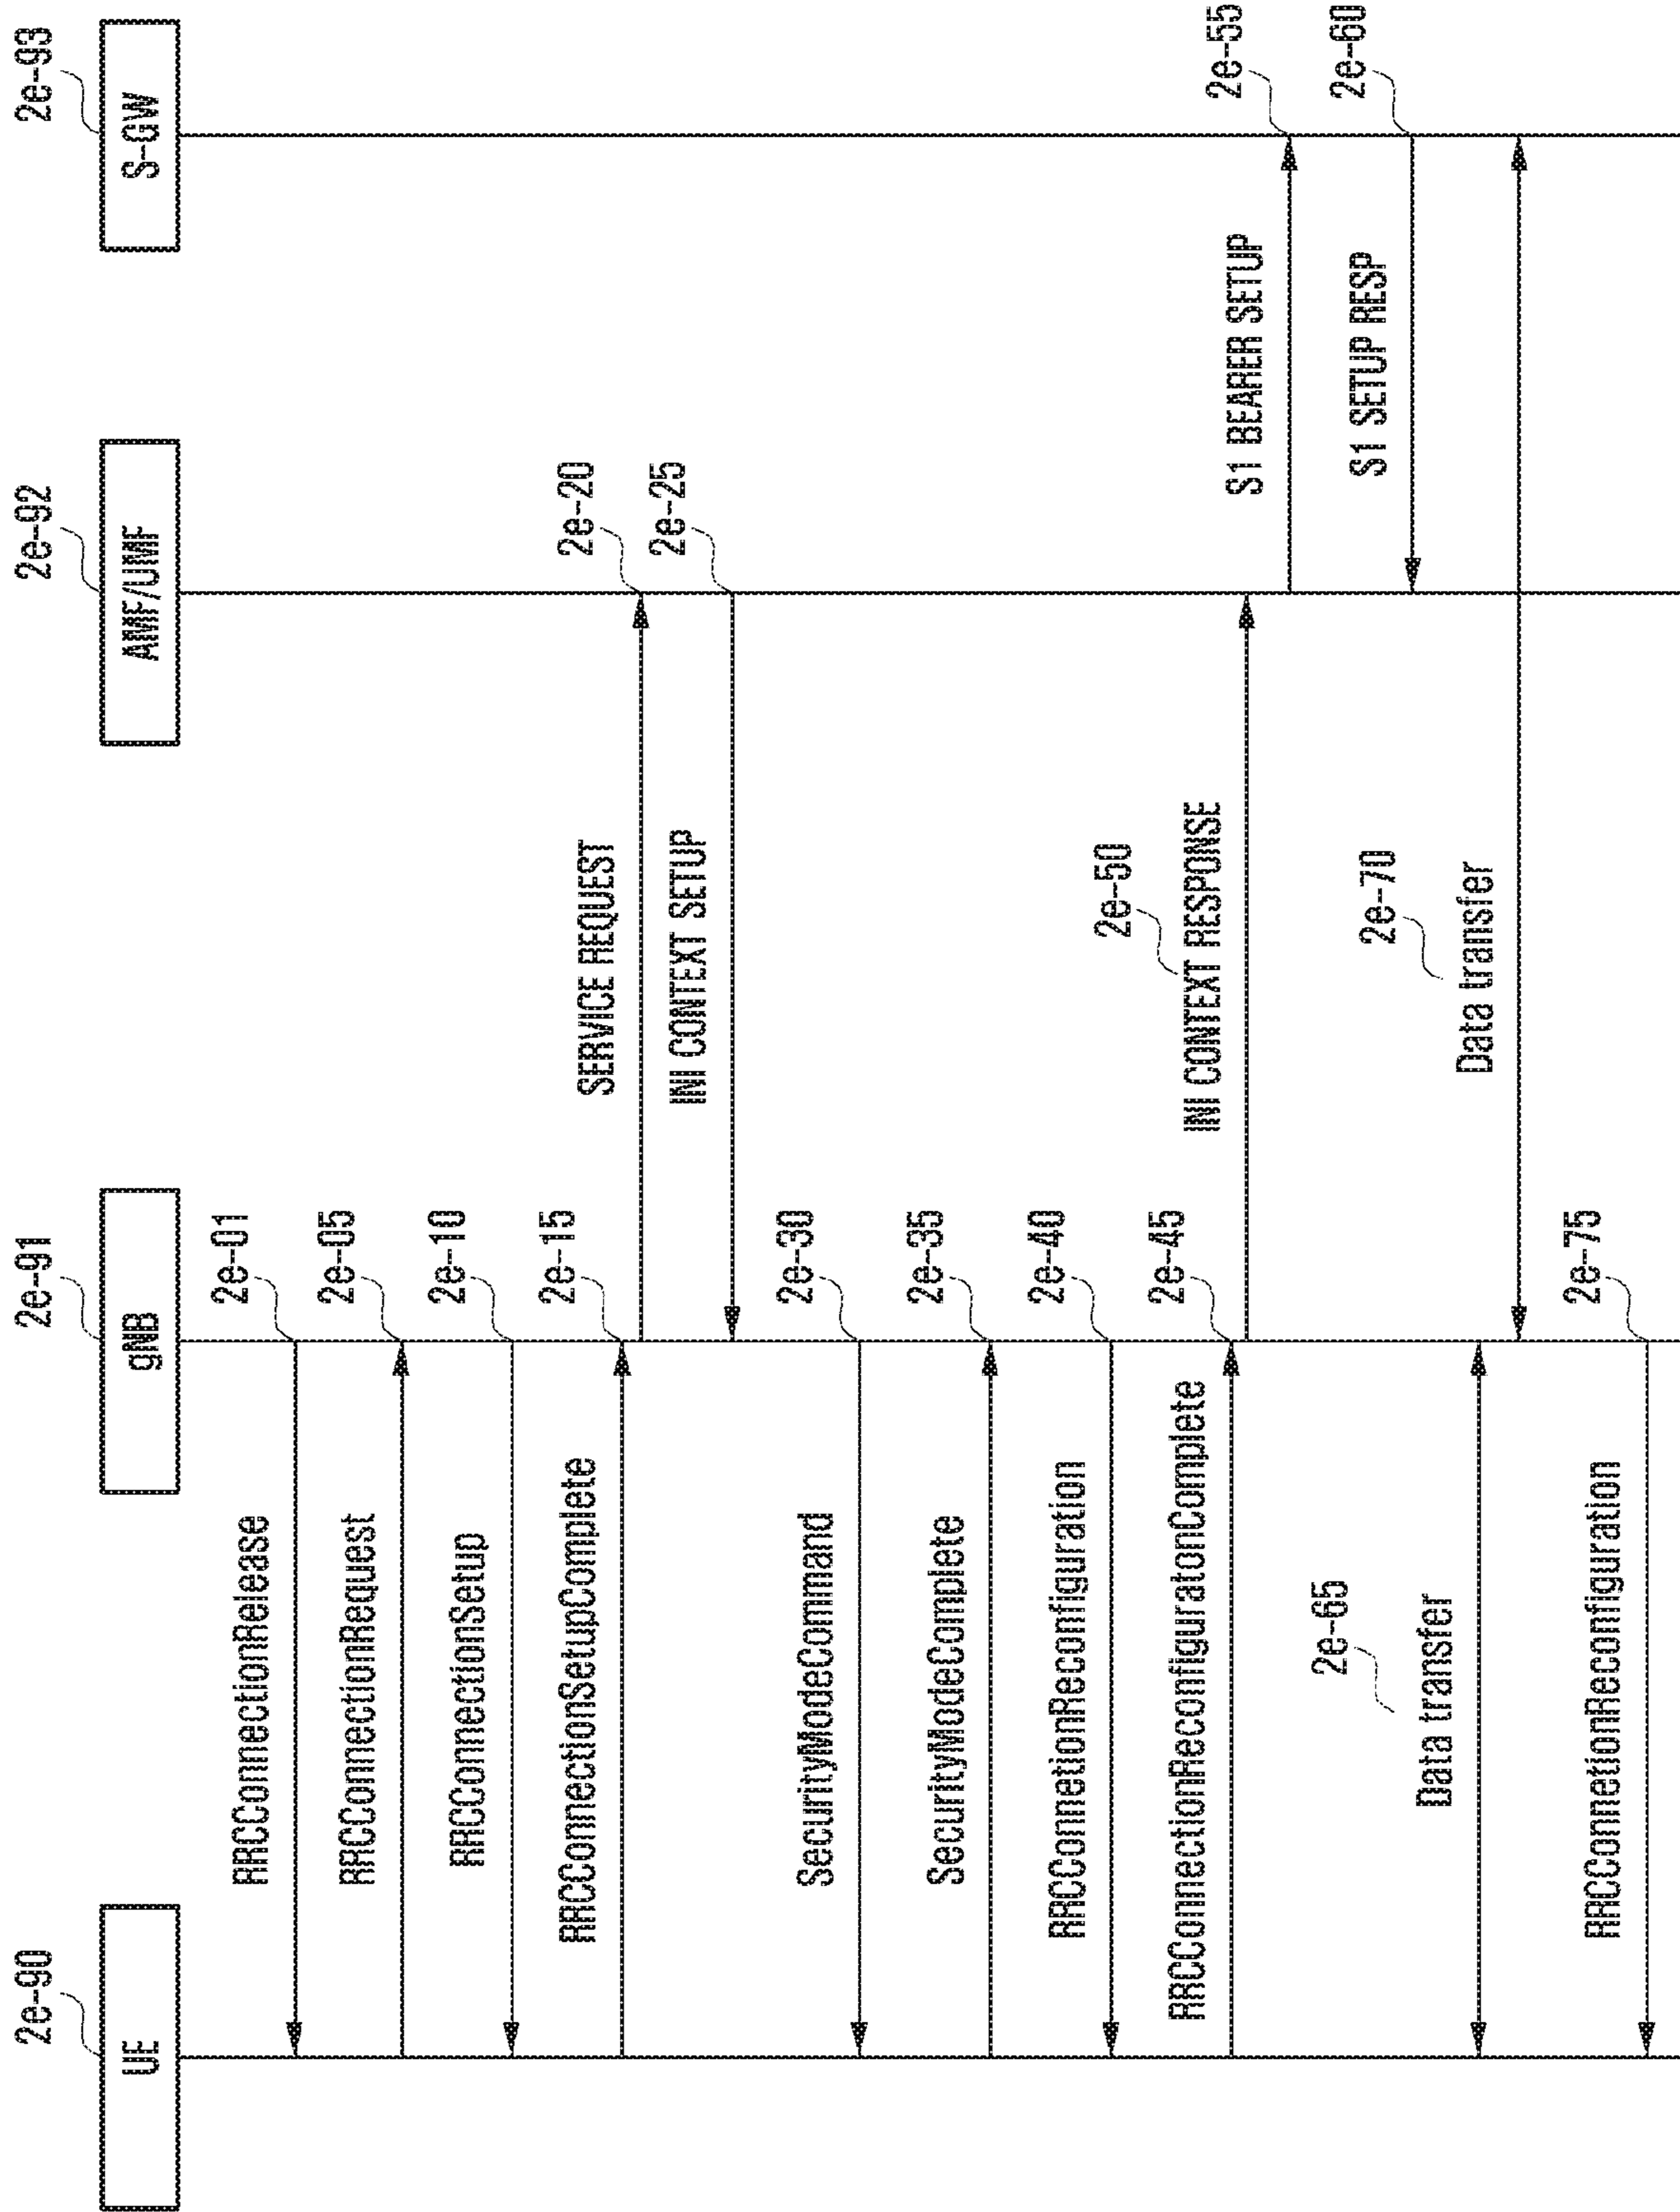 2e-90
2e-91
2e-92
2e-93
UE
gNB
AMF/UMF
S-GW
RRCConnectionRelease
2e-01
RRCConnectionRequest
2e-05
RRCConnectionSetup
2e-10
RRCConnectionSetupComplete
2e-15
SERVICE REQUEST
2e-20
INI CONTEXT SETUP
2e-25
SecurityModeCommand
2e-30
SecurityModeComplete
2e-35
RRCConnetionReconfiguration
2e-40
RRCConnectionReconfiguratonComplete
2e-45
2e-50
INI CONTEXT RESPONSE
S1 BEARER SETUP
2e-55
S1 SETUP RESP
2e-60
2e-65
Data transfer
2e-70
Data transfer
RRCConnetionReconfiguration
2e-75